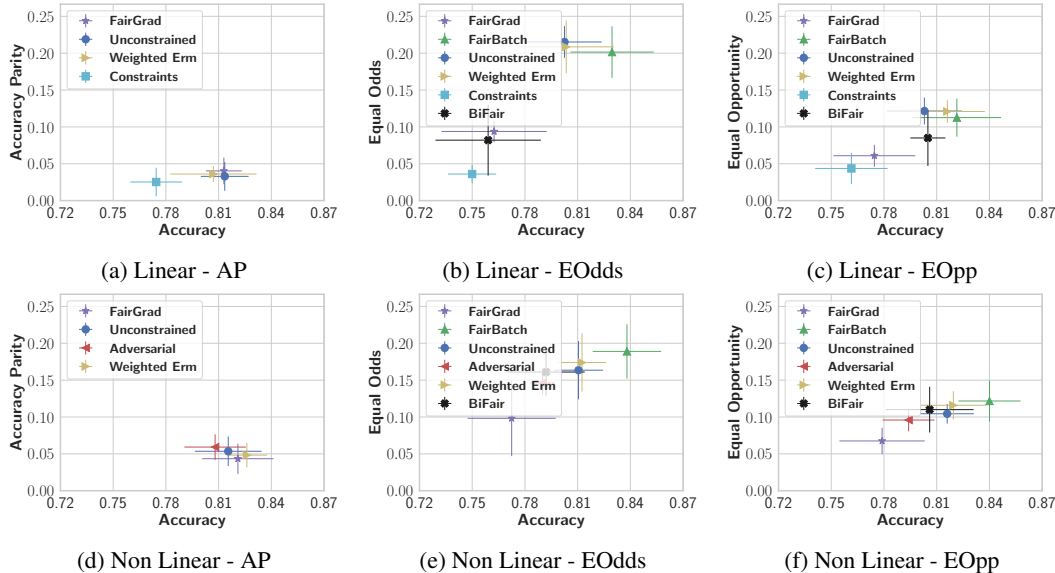 0.25
0.20
0.15
0.10
0.05
0.00
Accuracy Parity
FairGrad
Unconstrained
Weighted Erm
Constraints
0.72 0.75 0.78 0.81 0.84 0.87
Accuracy
(a) Linear - AP
0.25
0.20
0.15
0.10
0.05
0.00
Equal Odds
FairGrad
FairBatch
Unconstrained
Weighted Erm
Constraints
BiFair
0.72 0.75 0.78 0.81 0.84 0.87
Accuracy
(b) Linear - EOdds
0.25
0.20
0.15
0.10
0.05
0.00
Equal Opportunity
FairGrad
FairBatch
Unconstrained
Weighted Erm
Constraints
BiFair
0.72 0.75 0.78 0.81 0.84 0.87
Accuracy
(c) Linear - EOpp
0.25
0.20
0.15
0.10
0.05
0.00
Accuracy Parity
FairGrad
Unconstrained
Adversarial
Weighted Erm
0.72 0.75 0.78 0.81 0.84 0.87
Accuracy
(d) Non Linear - AP
0.25
0.20
0.15
0.10
0.05
0.00
Equal Odds
FairGrad
FairBatch
Unconstrained
Adversarial
Weighted Erm
BiFair
0.72 0.75 0.78 0.81 0.84 0.87
Accuracy
(e) Non Linear - EOdds
0.25
0.20
0.15
0.10
0.05
0.00
Equal Opportunity
FairGrad
FairBatch
Unconstrained
Adversarial
Weighted Erm
BiFair
0.72 0.75 0.78 0.81 0.84 0.87
Accuracy
(f) Non Linear - EOpp